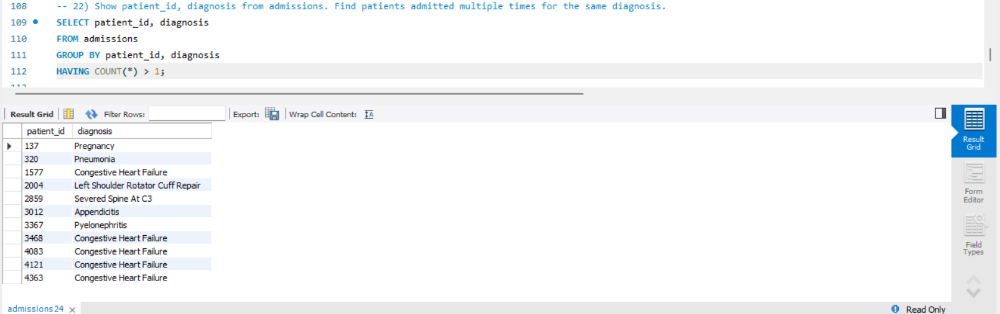 108 -- 22) Show patient_id, diagnosis from admissions. Find patients admitted multiple times for the same diagnosis.
109 SELECT patient_id, diagnosis
110 FROM admissions
111 GROUP BY patient_id, diagnosis
112 HAVING COUNT(*) > 1;
Result Grid Filter Rows: Export: Wrap Cell Content:
patient_id diagnosis
137 Pregnancy
320 Pneumonia
1577 Congestive Heart Failure
2004 Left Shoulder Rotator Cuff Repair
2859 Severed Spine At C3
3012 Appendicitis
3367 Pyelonephritis
3468 Congestive Heart Failure
4083 Congestive Heart Failure
4121 Congestive Heart Failure
4363 Congestive Heart Failure
Result
Grid
Form
Editor
Field
Types
admissions24 Read Only